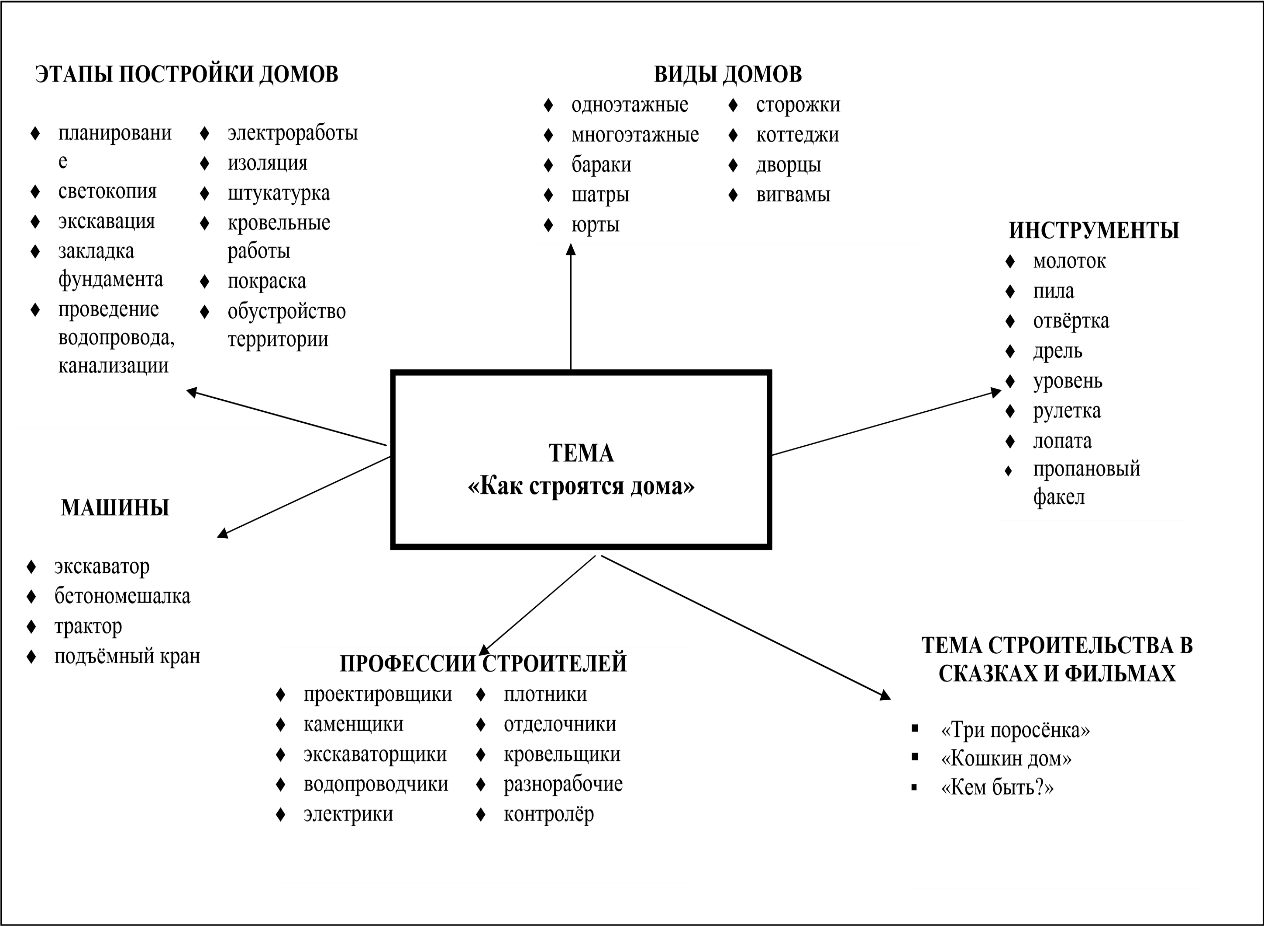 ЭТАПЫ ПОСТРОЙКИ ДОМОВ
планировани
е
светокопия
экскавация
закладка
фундамента
проведение
водопровода,
канализации
электроработы
изоляция
штукатурка
кровельные
работы
покраска
обустройство
территории
ВИДЫ ДОМОВ
одноэтажные
многоэтажные
бараки
шатры
юрты
сторожки
коттеджи
дворцы
вигвамы
ИНСТРУМЕНТЫ
молоток
пила
отвёртка
дрель
уровень
рулетка
лопата
пропановый
факел
ТЕМА
«Как строятся дома»
МАШИНЫ
экскаватор
бетономешалка
трактор
подъёмный кран
ПРОФЕССИИ СТРОИТЕЛЕЙ
проектировщики
каменщики
экскаваторщики
водопроводчики
электрики
плотники
отделочники
кровельщики
разнорабочие
контролёр
ТЕМА СТРОИТЕЛЬСТВА В
СКАЗКАХ И ФИЛЬМАХ
«Три поросёнка»
«Кошкин дом»
«Кем быть?»